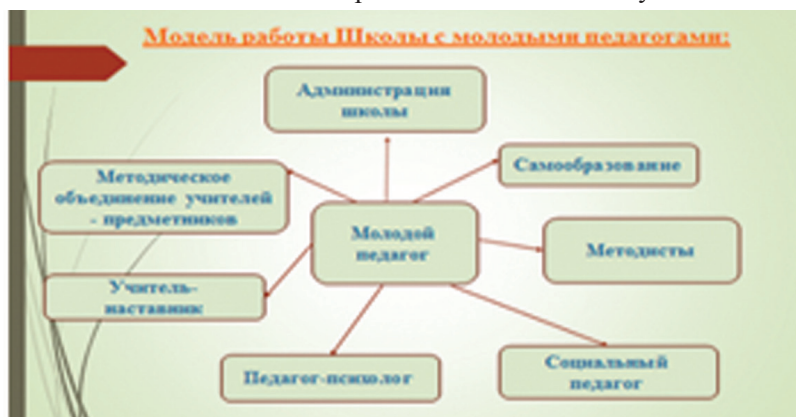 Модель работы Школы с молодыми педагогами:
Администрация
школы
Самообразование
Методическое
объединение учителей
- предметников
Молодой
педагог
Методисты
Учитель-
наставник
Педагог-психолог
Социальный
педагог